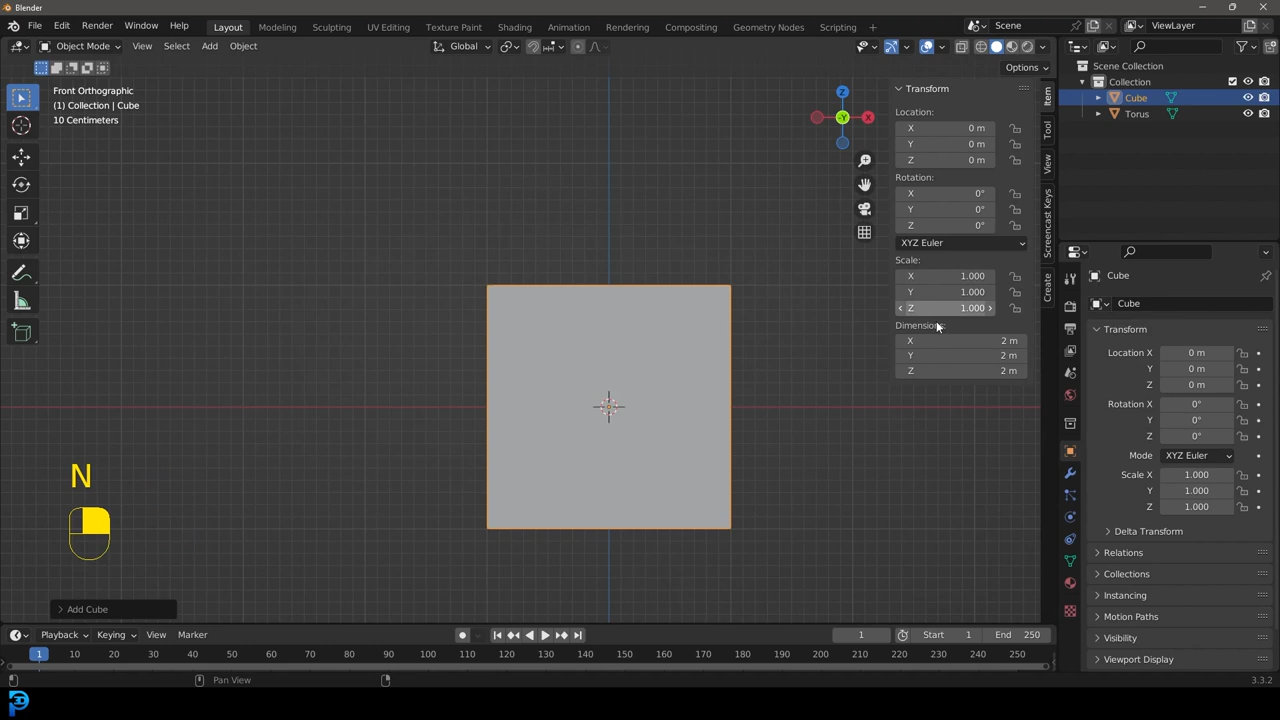 Blender
File Edit Render Window Help Layout Modeling Sculpting UV Editing Texture Paint Shading Animation Rendering Compositing Geometry Nodes Scripting + Scene ViewLayer
Object Mode View Select Add Object Global
Options
Front Orthographic
(1) Collection | Cube
10 Centimeters
Z
-Y
X
Transform
Location:
X 0 m
Y 0 m
Z 0 m
Rotation:
X 0°
Y 0°
Z 0°
XYZ Euler
Scale:
X 1.000
Y 1.000
Z 1.000
Dimensions:
X 2 m
Y 2 m
Z 2 m
Item
Tool
View
Screencast Keys
Create
Scene Collection
Collection
Cube
Torus
Cube
Cube
Transform
Location X 0 m
Y 0 m
Z 0 m
Rotation X 0°
Y 0°
Z 0°
Mode XYZ Euler
Scale X 1.000
Y 1.000
Z 1.000
Delta Transform
Relations
Collections
Instancing
Motion Paths
Visibility
Viewport Display
N
Add Cube
Playback Keying View Marker 1 Start 1 End 250
1 10 20 30 40 50 60 70 80 90 100 110 120 130 140 150 160 170 180 190 200 210 220 230 240 250
Pan View 3.3.2